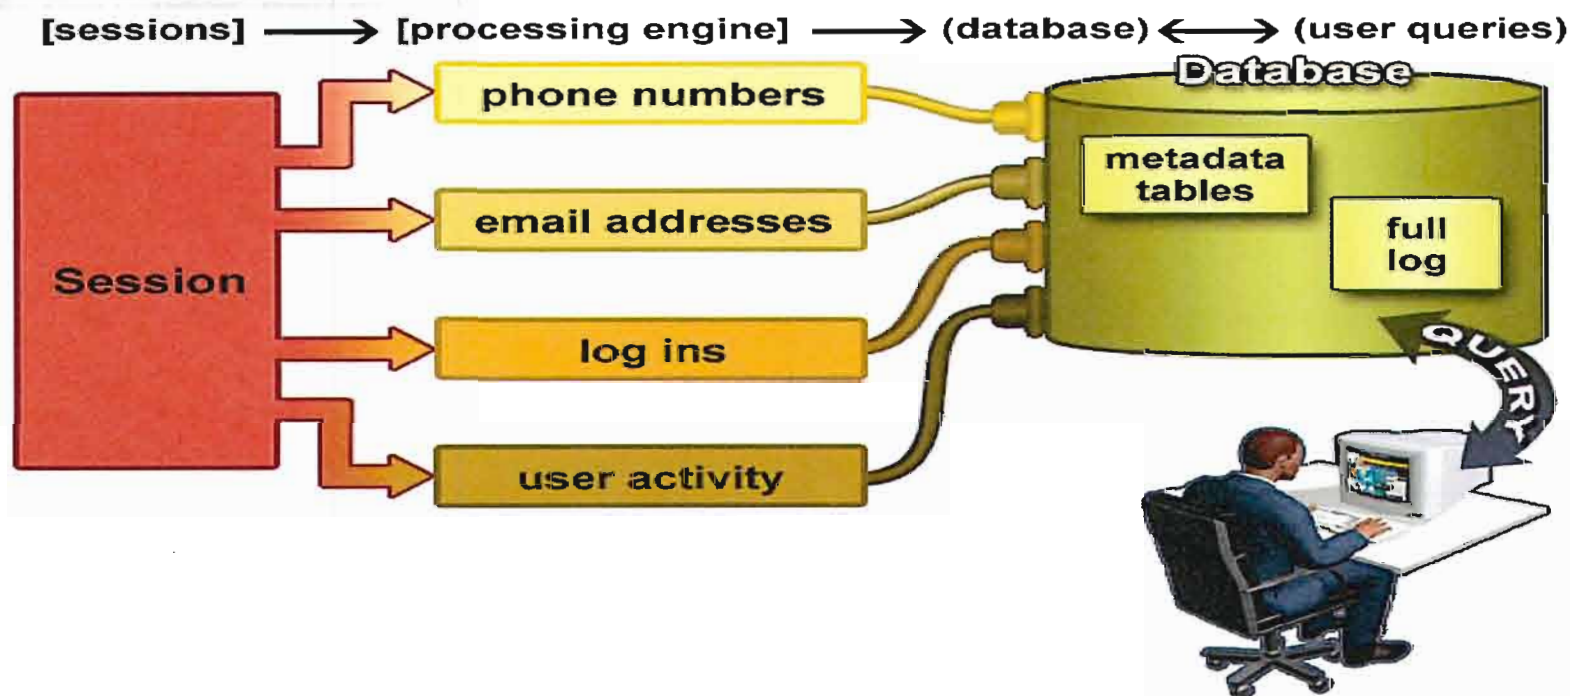 [sessions] → [processing engine] → (database) ↔ (user queries)
Database
phone numbers
metadata
tables
email addresses
full
log
Session
log ins
QUERY
user activity